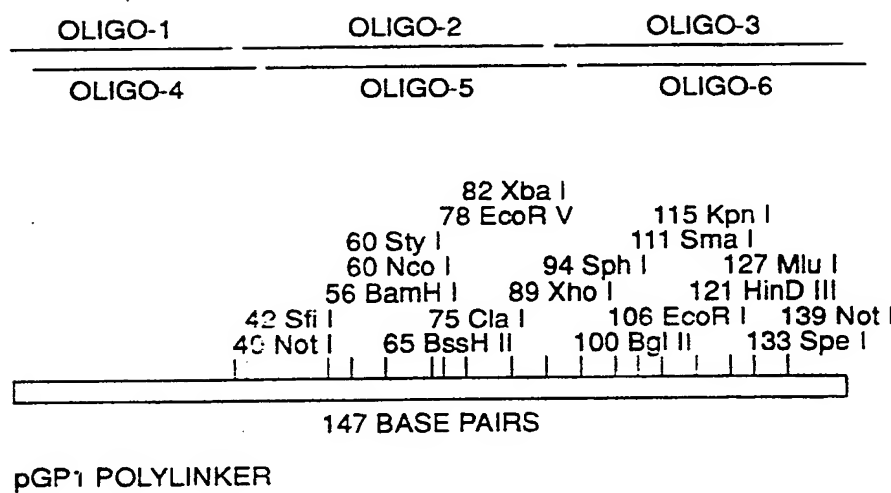 OLIGO-1 OLIGO-2 OLIGO-3
OLIGO-4 OLIGO-5 OLIGO-6
82 Xba I
78 EcoR V 115 Kpn I
60 Sty I 111 Sma I
60 Nco I 94 Sph I 127 Mlu I
56 BamH I 89 Xho I 121 HinD III
42 Sfi I 75 Cla I 106 EcoR I 139 Not I
Not I 65 BssH II 100 Bgl II 133 Spe I
147 BASE PAIRS
pGP1 POLYLINKER